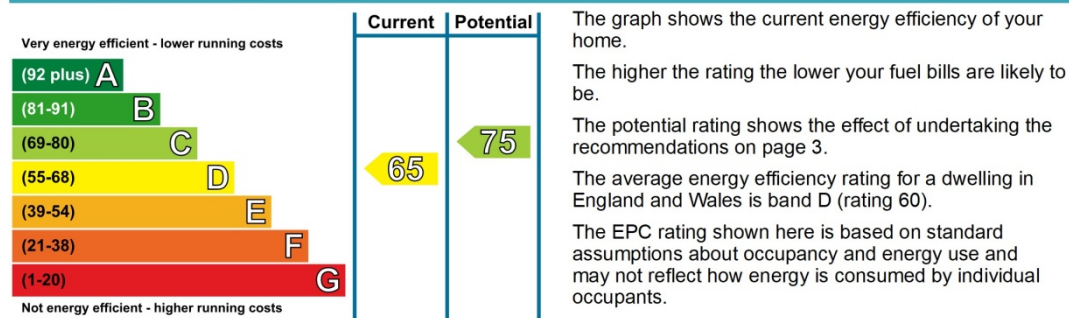 Current Potential
Very energy efficient - lower running costs
(92 plus) A
(81-91) B
(69-80) C
(55-68) D
(39-54) E
(21-38) F
(1-20) G
Not energy efficient - higher running costs
65
75
The graph shows the current energy efficiency of your
home.
The higher the rating the lower your fuel bills are likely to
be.
The potential rating shows the effect of undertaking the
recommendations on page 3.
The average energy efficiency rating for a dwelling in
England and Wales is band D (rating 60).
The EPC rating shown here is based on standard
assumptions about occupancy and energy use and
may not reflect how energy is consumed by individual
occupants.